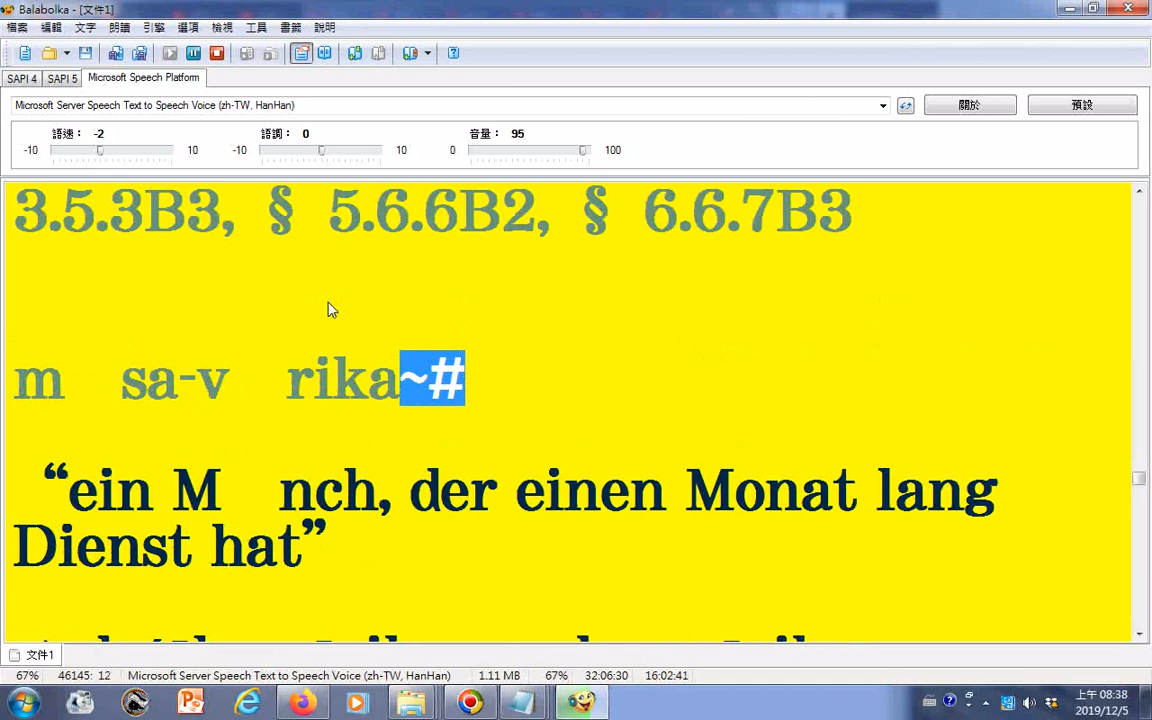 Balabolka - [文件1]
檔案 編輯 文字 朗讀 引擎 選項 檢視 工具 書籤 說明
SAPI 4 SAPI 5 Microsoft Speech Platform
Microsoft Server Speech Text to Speech Voice (zh-TW, HanHan) 關於 預設
語速： -2 語調： 0 音量： 95
-10 10 -10 10 0 100
3.5.3B3, § 5.6.6B2, § 6.6.7B3
m sa-v rika~#
“ein M nch, der einen Monat lang
Dienst hat”
文件1
67% 46145: 12 Microsoft Server Speech Text to Speech Voice (zh-TW, HanHan) 1.11 MB 67% 32:06:30 16:02:41
上午 08:38
2019/12/5